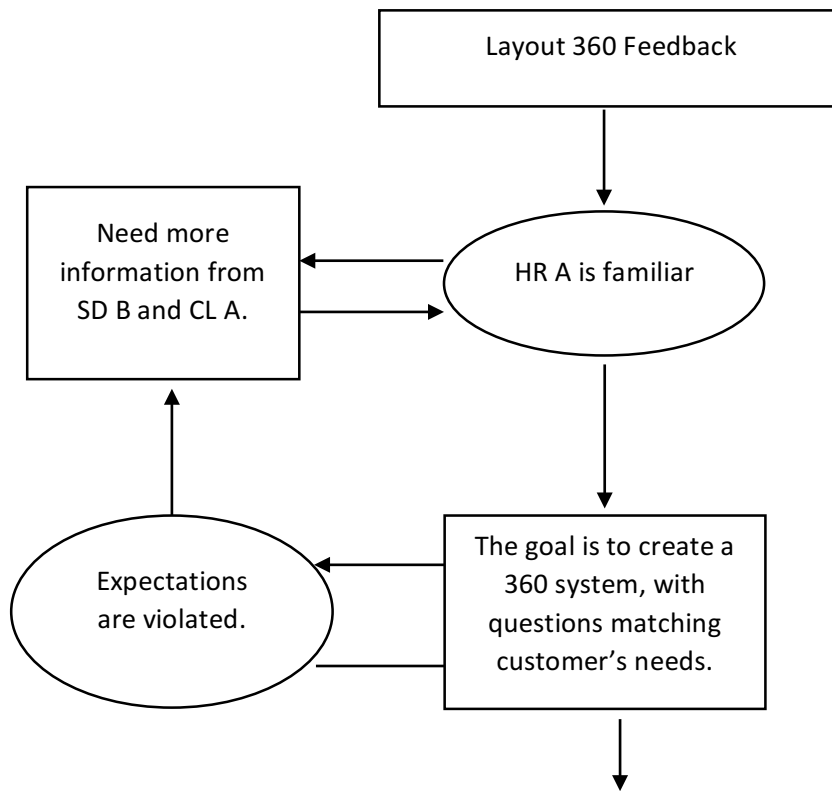 Layout 360 Feedback
Need more
information from
SD B and CL A.
HR A is familiar
The goal is to create a
360 system, with
questions matching
customer’s needs.
Expectations
are violated.